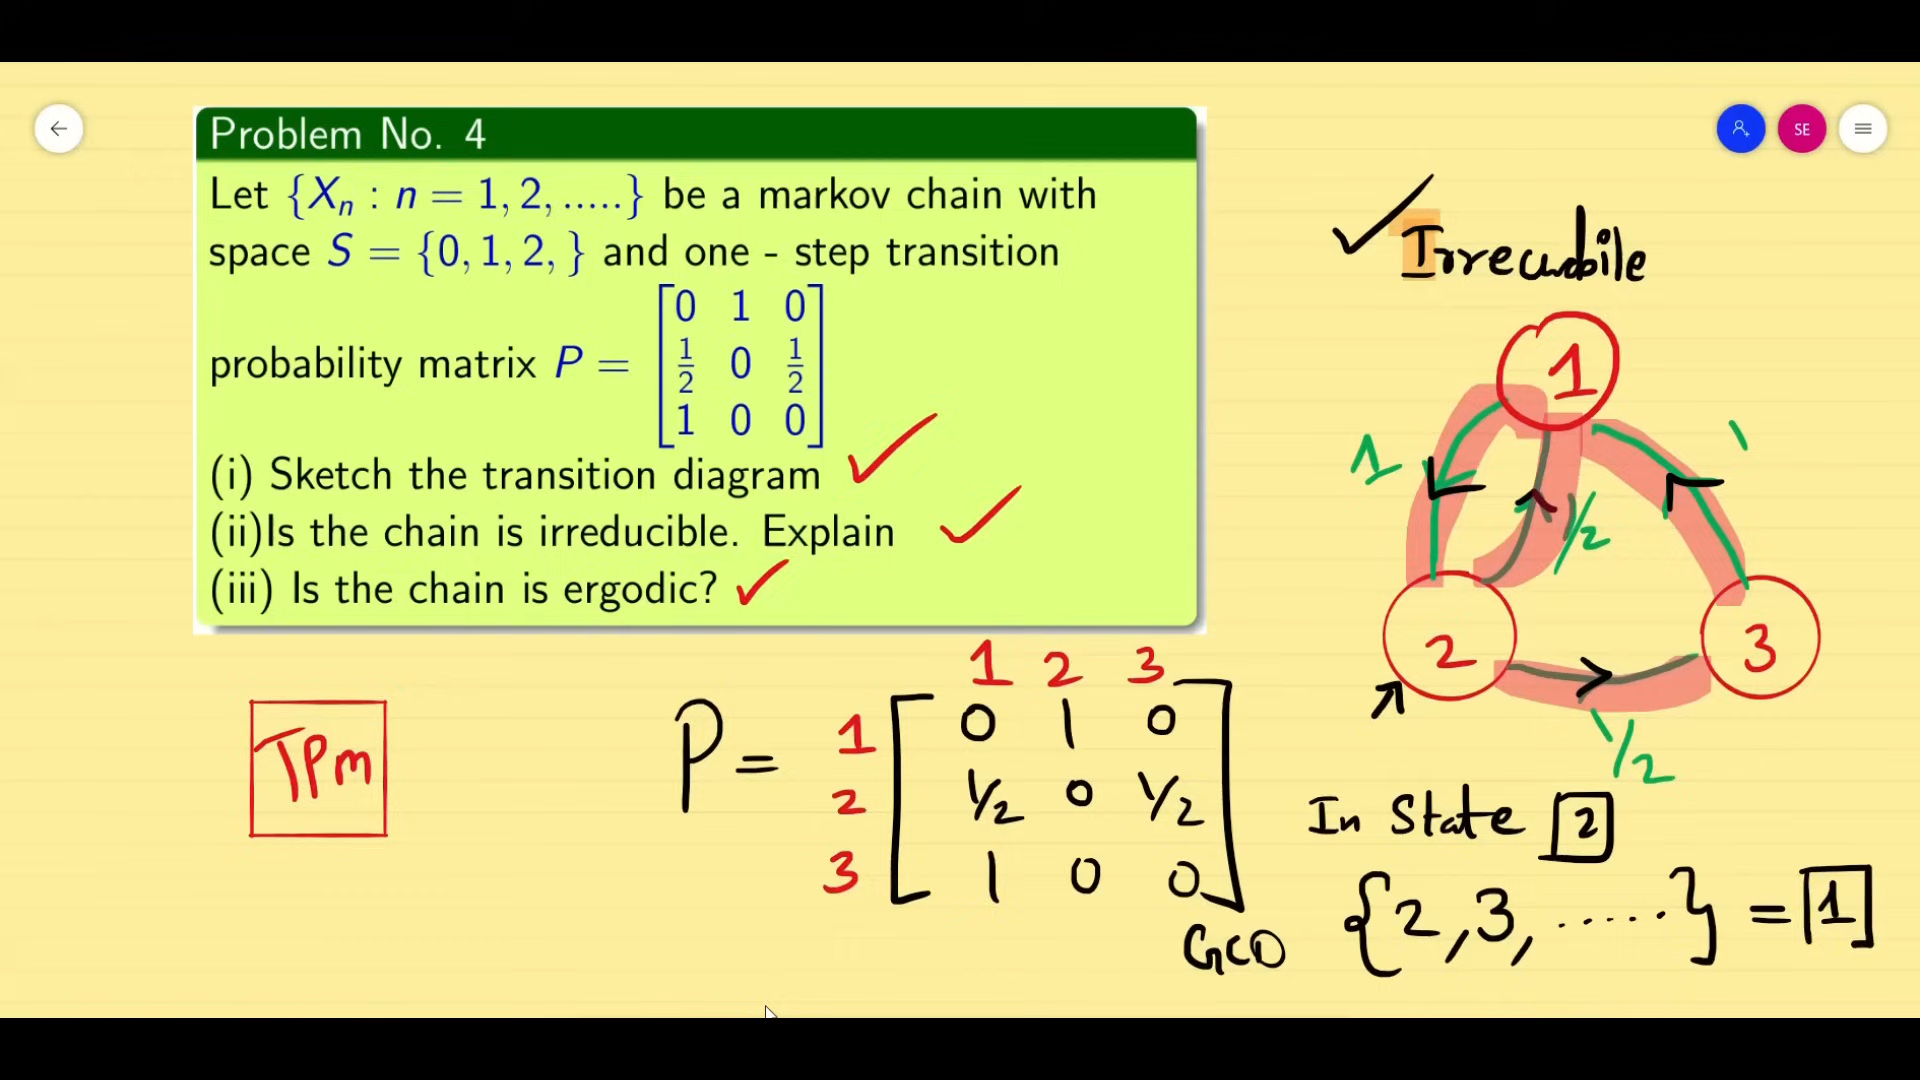 Problem No. 4
Let {Xₙ : n = 1, 2, .....} be a markov chain with
space S = {0, 1, 2, } and one - step transition
probability matrix P =
[0 1 0]
[1/2 0 1/2]
[1 0 0]
(i) Sketch the transition diagram
(ii)Is the chain is irreducible. Explain
(iii) Is the chain is ergodic?
SE
1
1
1/2
2
3
1/2
TPm
P =
1 2 3
1 [0 1 0]
2 [1/2 0 1/2]
3 [1 0 0]
In State 2
GCD {2, 3, ......} = 1